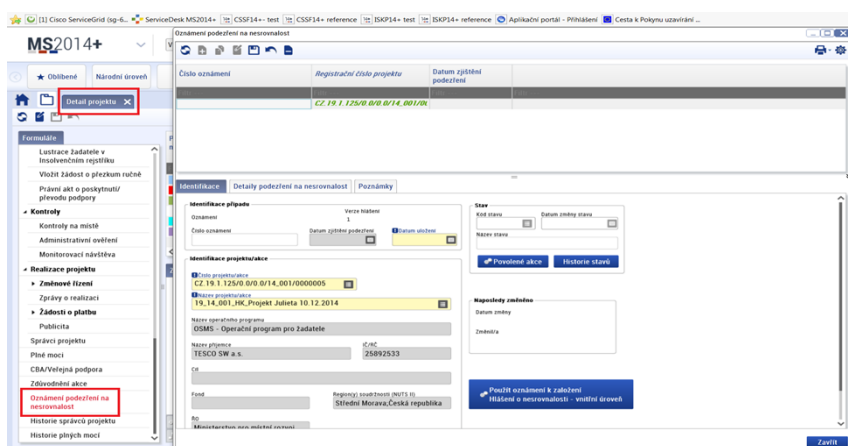 [1] Cisco ServiceGrid (sg-6... ServiceDesk MS2014+ CSSF14+- test CSSF14+ reference ISKP14+ test ISKP14+ reference Aplikační portál - Přihlášení Cesta k Pokynu uzavírání ...
Oznámení podezření na nesrovnalost
MS2014+
Oblíbené Národní úroveň
Číslo oznámení Registrační číslo projektu Datum zjištění
podezření
Detail projektu X
CZ.19.1.125/0.0/0.0/14_001/0(
Formuláře
Lustrace žadatele v
Insolvenčním rejstříku
Vložit žádost o přezkum ručně
Právní akt o poskytnutí/
převodu podpory
Kontroly
Kontroly na místě
Administrativní ověření
Monitorovací návštěva
Realizace projektu
Změnové řízení
Zprávy o realizaci
Žádosti o platbu
Publicita
Správci projektu
Plné moci
CBA/Veřejná podpora
Zdůvodnění akce
Oznámení podezření na
nesrovnalost
Historie správců projektu
Historie plných mocí
Identifikace Detaily podezření na nesrovnalost Poznámky
Identifikace případu
Verze hlášení
Oznámení 1
Číslo oznámení Datum zjištění podezření Datum uložení
Identifikace projektu/akce
Číslo projektu/akce
CZ.19.1.125/0.0/0.0/14_001/0000005
Název projektu/akce
19_14_001_HK_Projekt Julieta 10.12.2014
Název operačního programu
OSMS - Operační program pro žadatele
Název příjemce IČ/RČ
TESCO SW a.s. 25892533
Cíl
Fond Region(y) soudržnosti (NUTS II)
Střední Morava,Česká republika
ŘO
Ministerstvo pro místní rozvoj
Stav
Kód stavu Datum změny stavu
Název stavu
Povolené akce Historie stavů
Naposledy změněno
Datum změny
Změnil/a
Použít oznámení k založení
Hlášení o nesrovnalosti - vnitřní úroveň
Zavřít